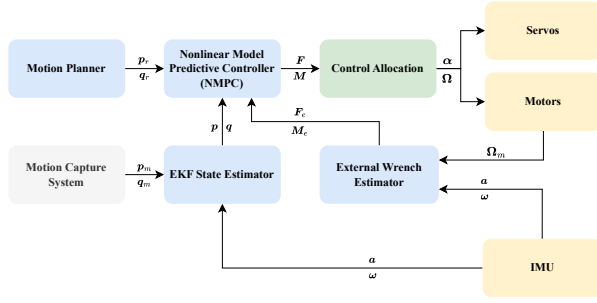 Servos
Motion Planner
p_r
q_r
Nonlinear Model
Predictive Controller
(NMPC)
F
M
Control Allocation
α
Ω
Motors
F_e
M_e
p q
Ω_m
Motion Capture
System
p_m
q_m
EKF State Estimator
External Wrench
Estimator
a
ω
a
ω
IMU